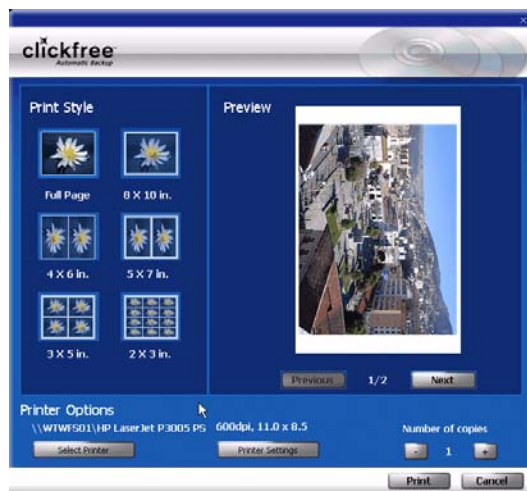 x
clickfree
Automatic Backup
Print Style
Preview
Full Page
8 X 10 in.
4 X 6 in.
5 X 7 in.
3 X 5 in.
2 X 3 in.
Previous
1/2
Next
Printer Options
\\WTWFS01\HP LaserJet P3005 PS
600dpi, 11.0 x 8.5
Number of copies
Select Printer
Printer Settings
- 1 +
Print
Cancel